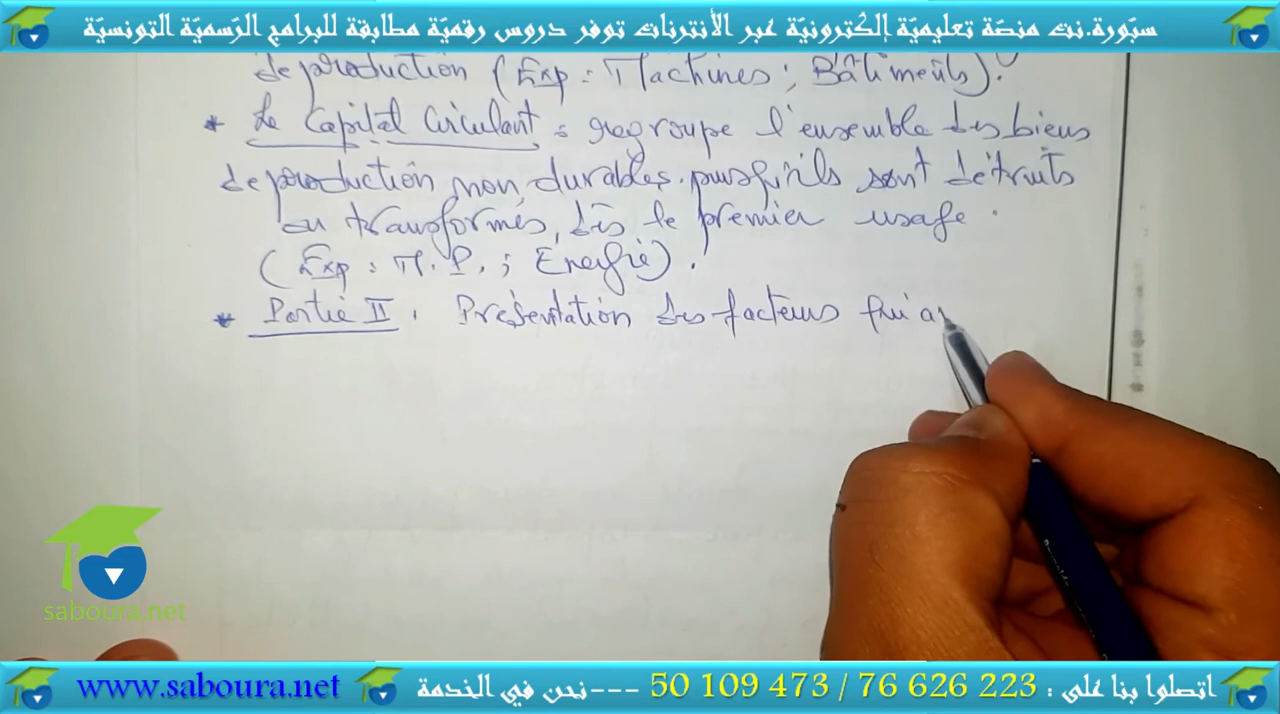 سبّورة.نت منصّة تعليميّة إلكترونيّة عبر الأنترنات توفر دروس رقميّة مطابقة للبرامج الرّسميّة التونسيّة
de production (Exp : Machines ; Bâtiments).
* Le Capital Circulant : regroupe l'ensemble des biens
de production non durables puisqu'ils sont détruits
ou transformés, dès le premier usage.
(Exp : M.P. ; Energie).
* Partie II : Présentation des facteurs qui a
saboura.net
www.saboura.net نحن في الخدمة --- 50 109 473 / 76 626 223 : اتصلوا بنا على